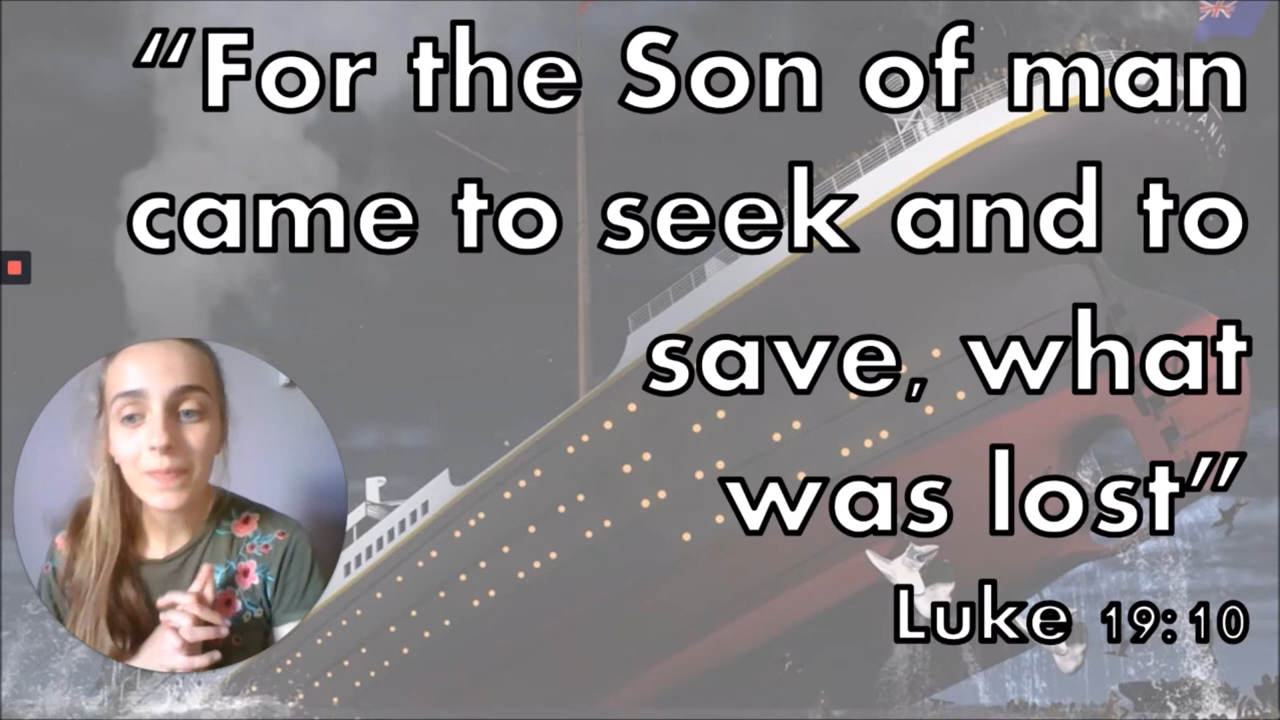 “For the Son of man
came to seek and to
save, what
was lost”
Luke 19:10